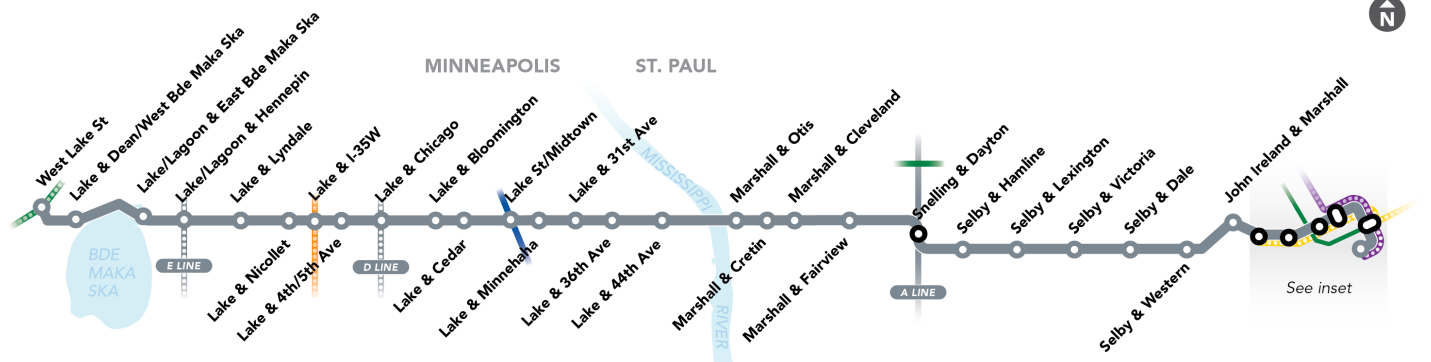 N
MINNEAPOLIS
ST. PAUL
West Lake St
Lake & Dean/West Bde Maka Ska
Lake/Lagoon & East Bde Maka Ska
Lake/Lagoon & Hennepin
Lake & Lyndale
Lake & Nicollet
Lake & I-35W
Lake & 4th/5th Ave
Lake & Chicago
Lake & Bloomington
Lake & Cedar
Lake St/Midtown
Lake & Minnehaha
Lake & 31st Ave
Lake & 36th Ave
Lake & 44th Ave
Marshall & Otis
Marshall & Cretin
Marshall & Cleveland
Marshall & Fairview
Snelling & Dayton
Selby & Hamline
Selby & Lexington
Selby & Victoria
Selby & Dale
Selby & Western
John Ireland & Marshall
MISSISSIPPI
RIVER
BDE
MAKA
SKA
E LINE
D LINE
A LINE
See inset